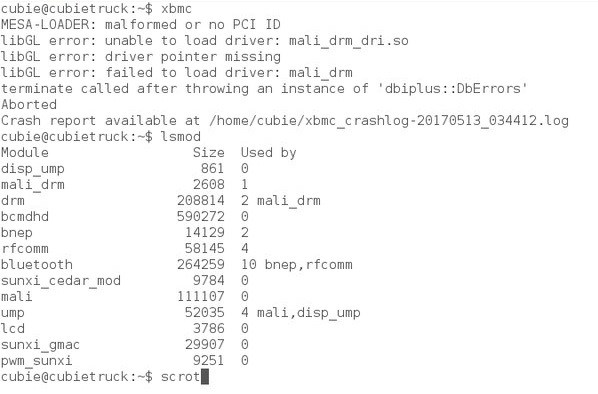 cubie@cubietruck:~$ xbmc
MESA-LOADER: malformed or no PCI ID
libGL error: unable to load driver: mali_drm_dri.so
libGL error: driver pointer missing
libGL error: failed to load driver: mali_drm
terminate called after throwing an instance of 'dbiplus::DbErrors'
Aborted
Crash report available at /home/cubie/xbmc_crashlog-20170513_034412.log
cubie@cubietruck:~$ lsmod
Module                  Size  Used by
disp_ump                 861  0
mali_drm                2608  1
drm                   208814  2 mali_drm
bcmdhd                590272  0
bnep                   14129  2
rfcomm                 58145  4
bluetooth             264259  10 bnep,rfcomm
sunxi_cedar_mod         9784  0
mali                  111107  0
ump                    52035  4 mali,disp_ump
lcd                     3786  0
sunxi_gmac             29907  0
pwm_sunxi               9251  0
cubie@cubietruck:~$ scrot